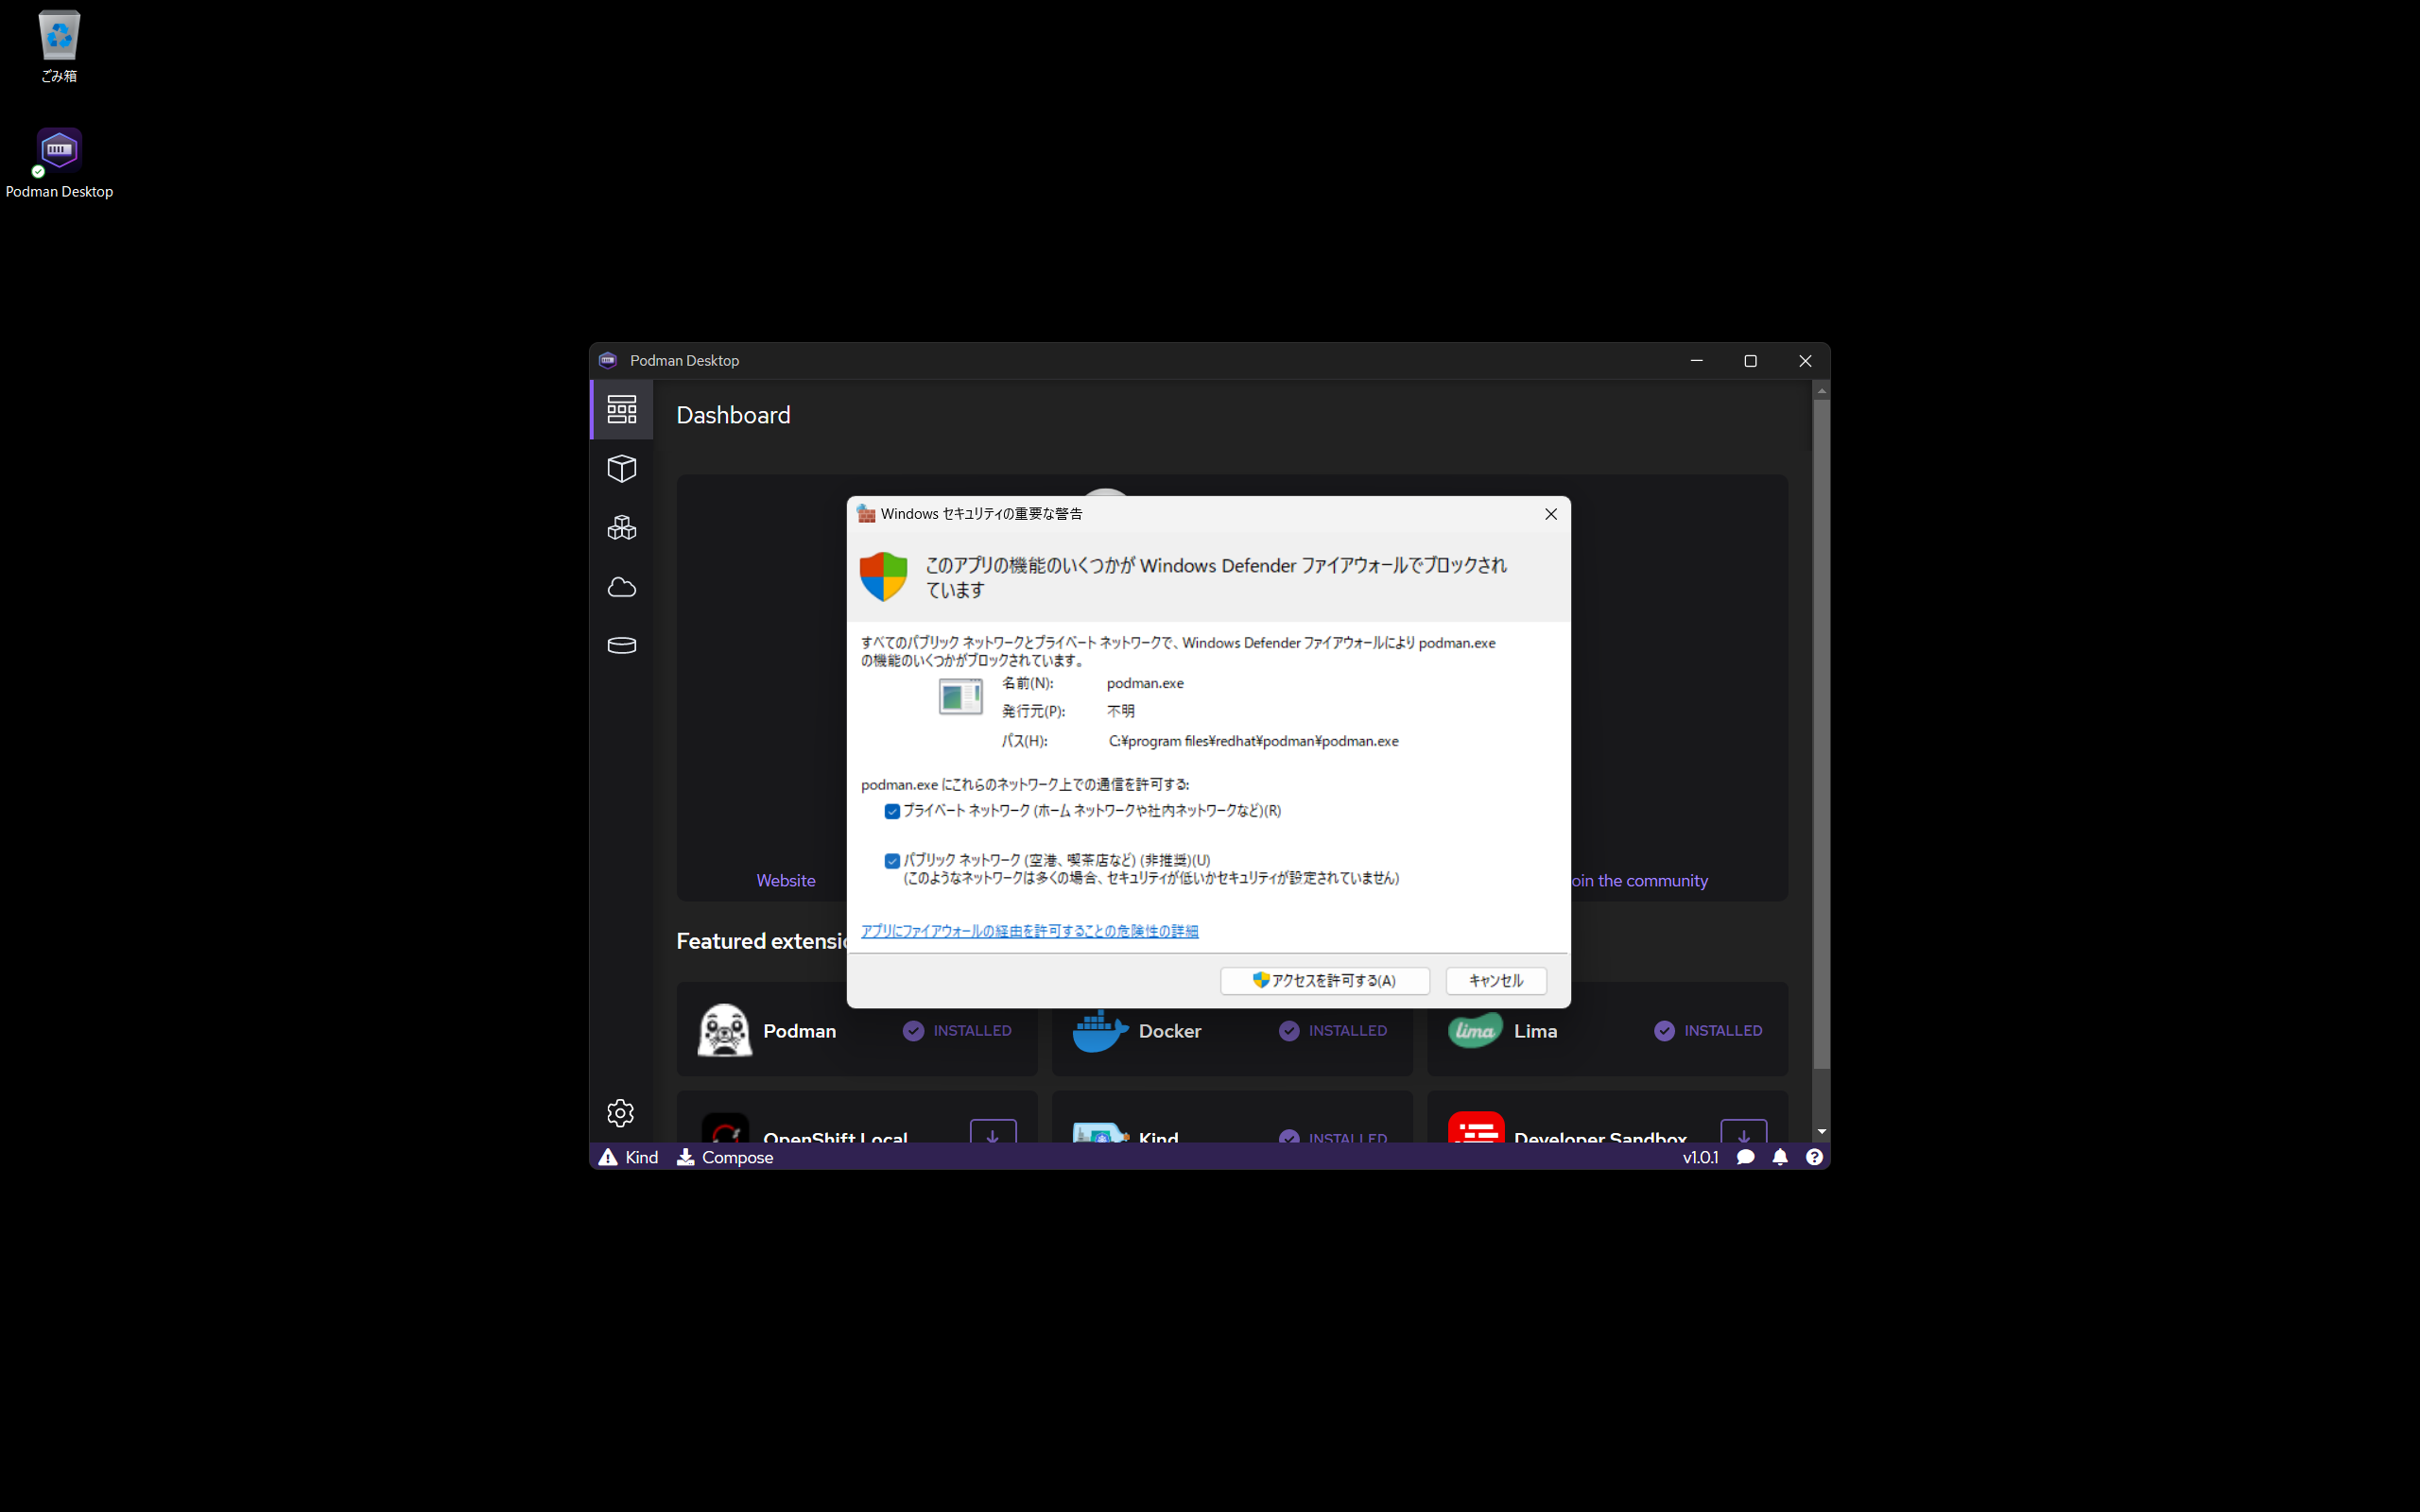 ごみ箱
Podman Desktop
Podman Desktop
Dashboard
Windows セキュリティの重要な警告
このアプリの機能のいくつかが Windows Defender ファイアウォールでブロックされ
ています
すべてのパブリック ネットワークとプライベート ネットワークで、Windows Defender ファイアウォールにより podman.exe
の機能のいくつかがブロックされています。
名前(N): podman.exe
発行元(P): 不明
パス(H): C:¥program files¥redhat¥podman¥podman.exe
podman.exe にこれらのネットワーク上での通信を許可する:
プライベート ネットワーク (ホーム ネットワークや社内ネットワークなど)(R)
パブリック ネットワーク (空港、喫茶店など) (非推奨)(U)
(このようなネットワークは多くの場合、セキュリティが低いかセキュリティが設定されていません)
アプリにファイアウォールの経由を許可することの危険性の詳細
アクセスを許可する(A) キャンセル
Website oin the community
Featured extensio
Podman INSTALLED
Docker INSTALLED
lima Lima INSTALLED
OpenShift Local
Kind INSTALLED
Developer Sandbox
Kind Compose v1.0.1